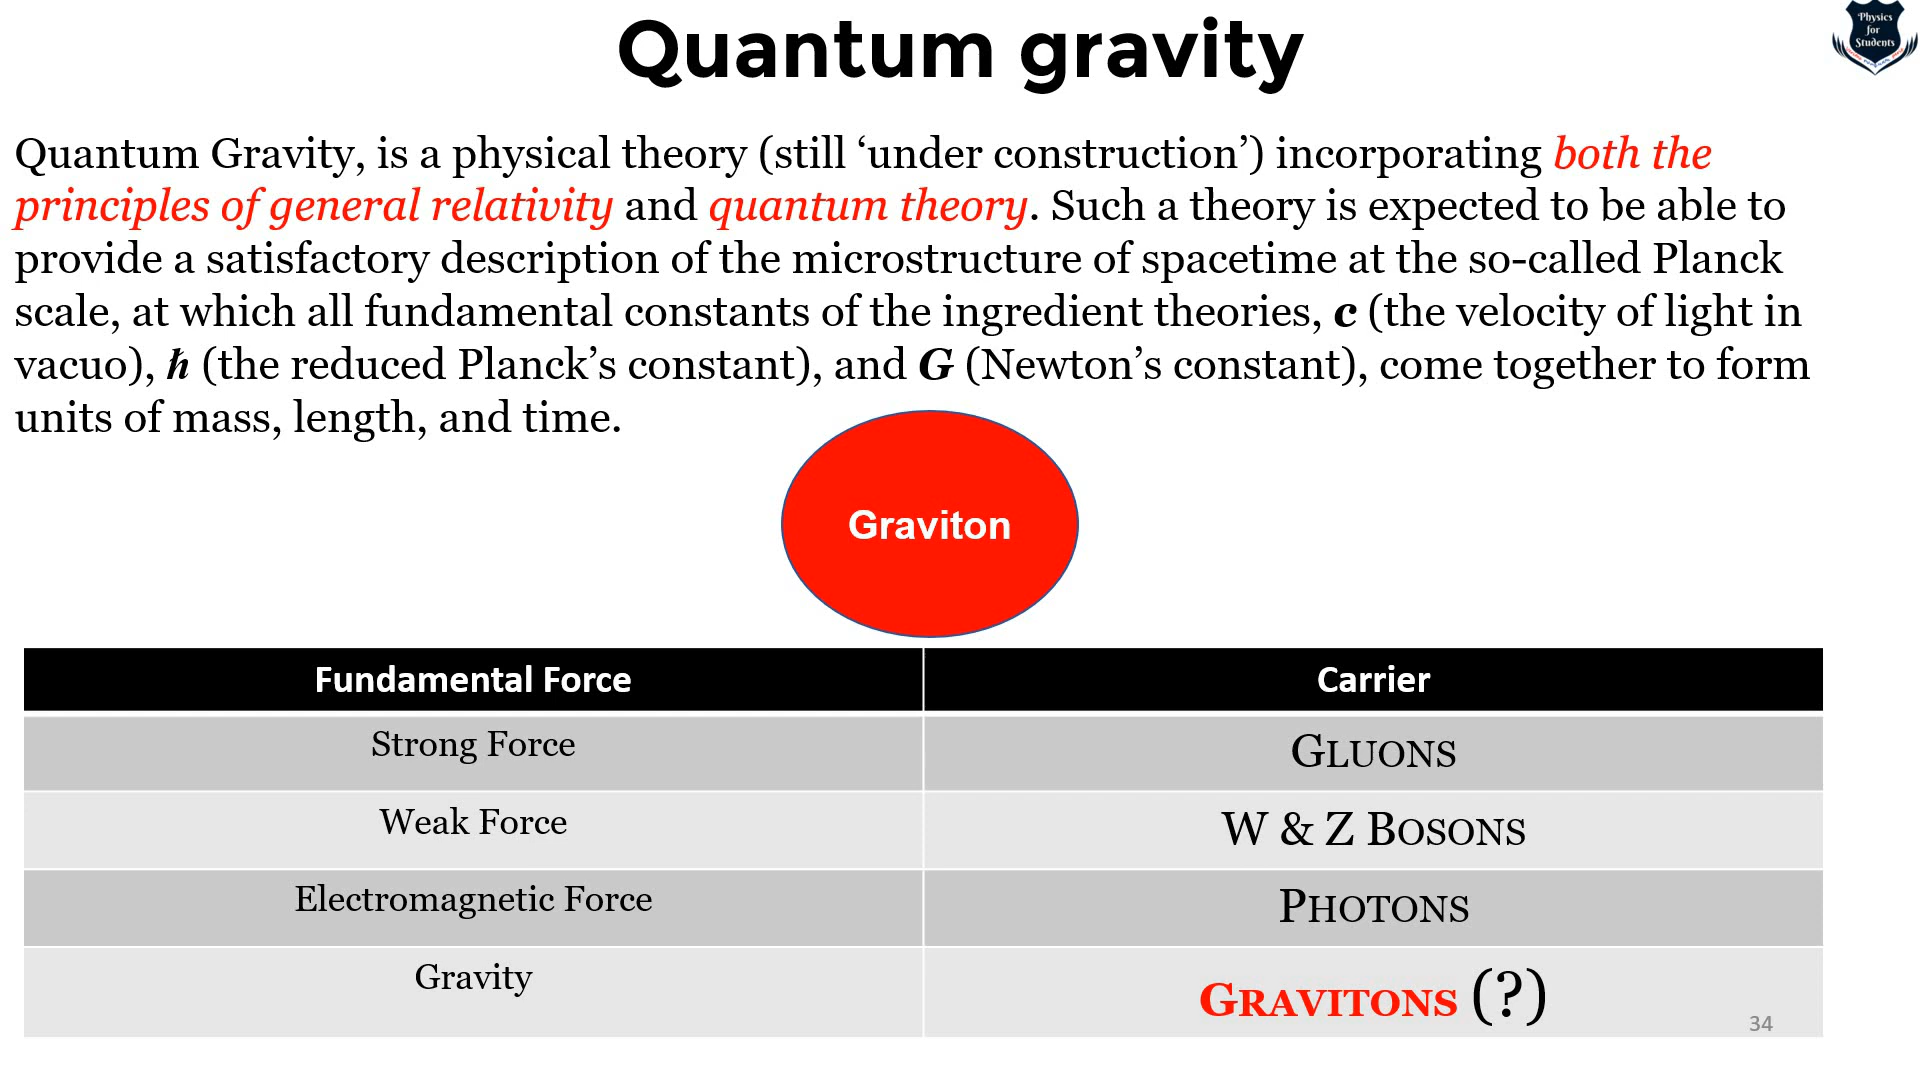 Quantum gravity
Physics
for
Students
Quantum Gravity, is a physical theory (still ‘under construction’) incorporating both the
principles of general relativity and quantum theory. Such a theory is expected to be able to
provide a satisfactory description of the microstructure of spacetime at the so-called Planck
scale, at which all fundamental constants of the ingredient theories, c (the velocity of light in
vacuo), ℏ (the reduced Planck’s constant), and G (Newton’s constant), come together to form
units of mass, length, and time.
Graviton
Fundamental Force Carrier
Strong Force GLUONS
Weak Force W & Z BOSONS
Electromagnetic Force PHOTONS
Gravity GRAVITONS (?)
34